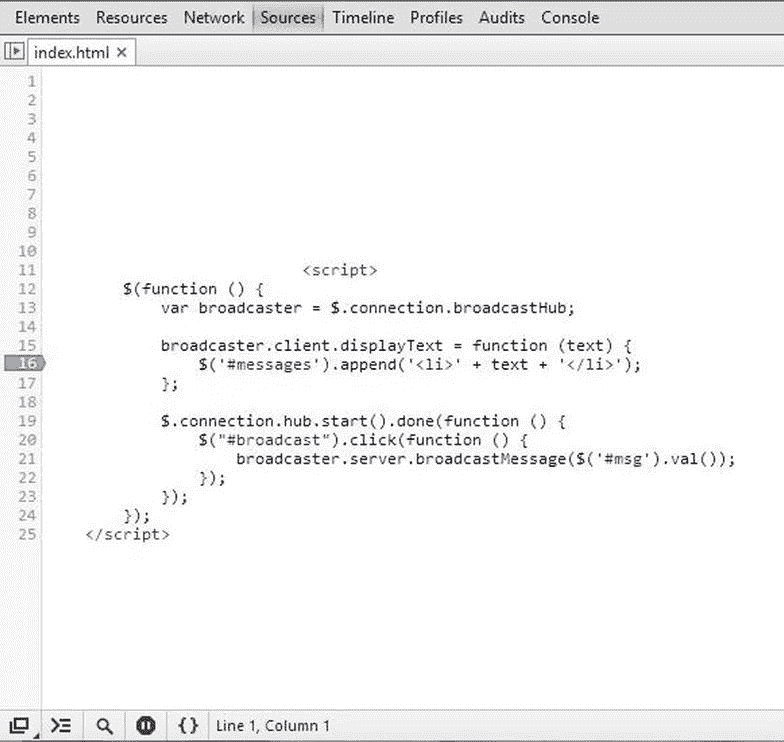 Elements Resources Network Sources Timeline Profiles Audits Console
index.html ×
1
2
3
4
5
6
7
8
9
10
11 <script>
12 $(function () {
13 var broadcaster = $.connection.broadcastHub;
14
15 broadcaster.client.displayText = function (text) {
16 $('#messages').append('<li>' + text + '</li>');
17 };
18
19 $.connection.hub.start().done(function () {
20 $("#broadcast").click(function () {
21 broadcaster.server.broadcastMessage($('#msg').val());
22 });
23 });
24 });
25 </script>
{} Line 1, Column 1